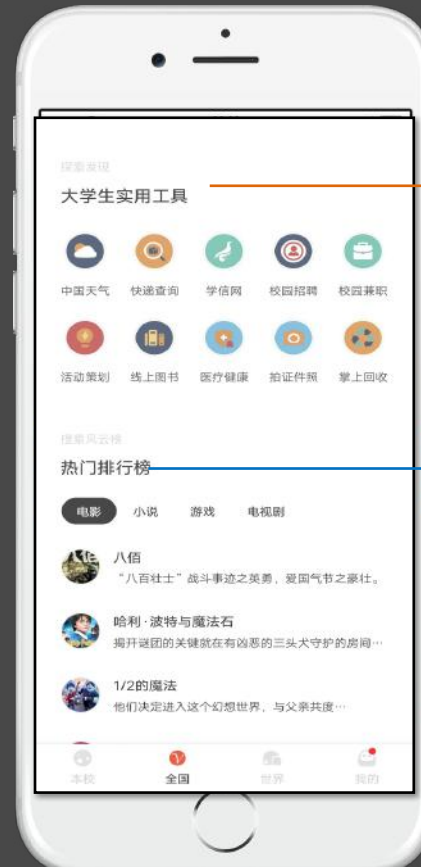 探索发现
大学生实用工具
中国天气 快递查询 学信网 校园招聘 校园兼职
活动策划 线上图书 医疗健康 拍证件照 掌上回收
搜索风云榜
热门排行榜
电影 小说 游戏 电视剧
八佰
“八百壮士”战斗事迹之英勇，爱国气节之豪壮。
哈利·波特与魔法石
揭开谜团的关键就在有凶恶的三头犬守护的房间…
1/2的魔法
他们决定进入这个幻想世界，与父亲共度…
本校 全国 世界 我的